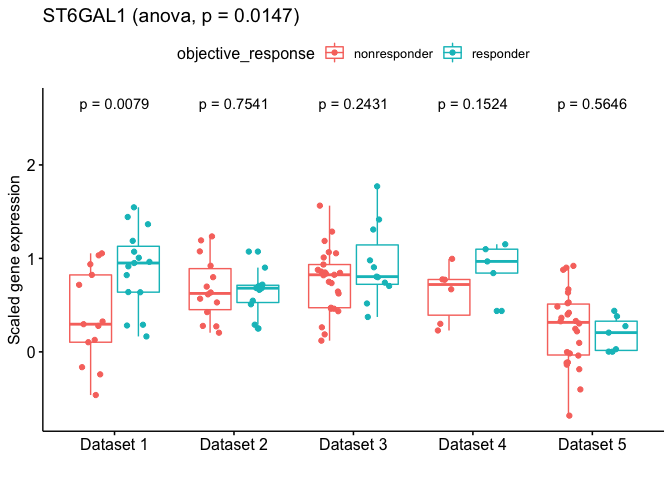 ST6GAL1 (anova, p = 0.0147)
objective_response nonresponder responder
p = 0.0079 p = 0.7541 p = 0.2431 p = 0.1524 p = 0.5646
Scaled gene expression
2
1
0
Dataset 1 Dataset 2 Dataset 3 Dataset 4 Dataset 5